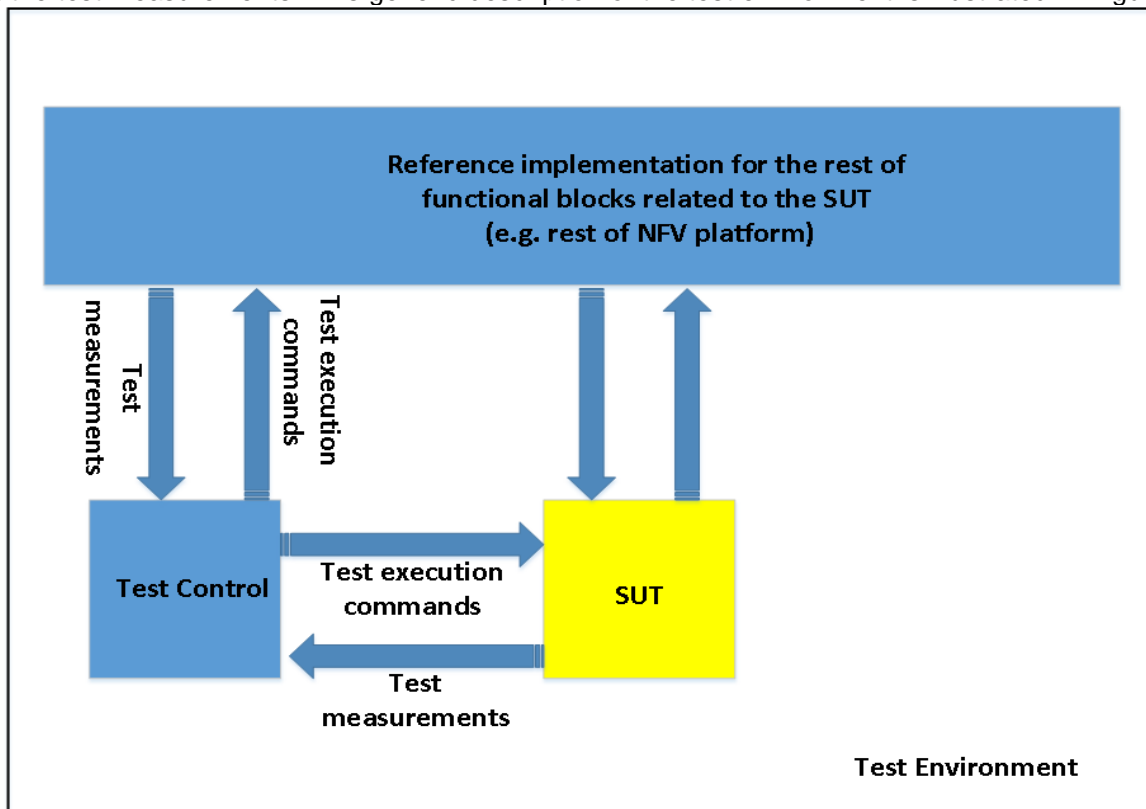 Reference implementation for the rest of
functional blocks related to the SUT
(e.g. rest of NFV platform)
Test
measurements
Test execution
commands
Test Control
Test execution
commands
SUT
Test
measurements
Test Environment